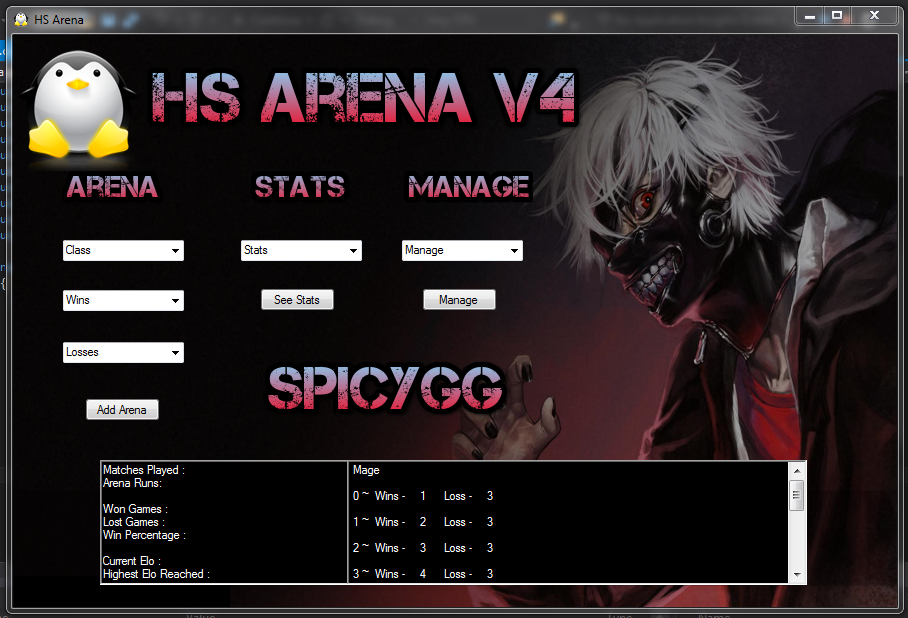 HS Arena
HS ARENA V4
ARENA STATS MANAGE
Class Stats Manage
Wins See Stats Manage
Losses
Add Arena
SPICYGG
Matches Played :
Arena Runs:
Won Games :
Lost Games :
Win Percentage :
Current Elo :
Highest Elo Reached :
Mage
0 ~ Wins - 1 Loss - 3
1 ~ Wins - 2 Loss - 3
2 ~ Wins - 3 Loss - 3
3 ~ Wins - 4 Loss - 3